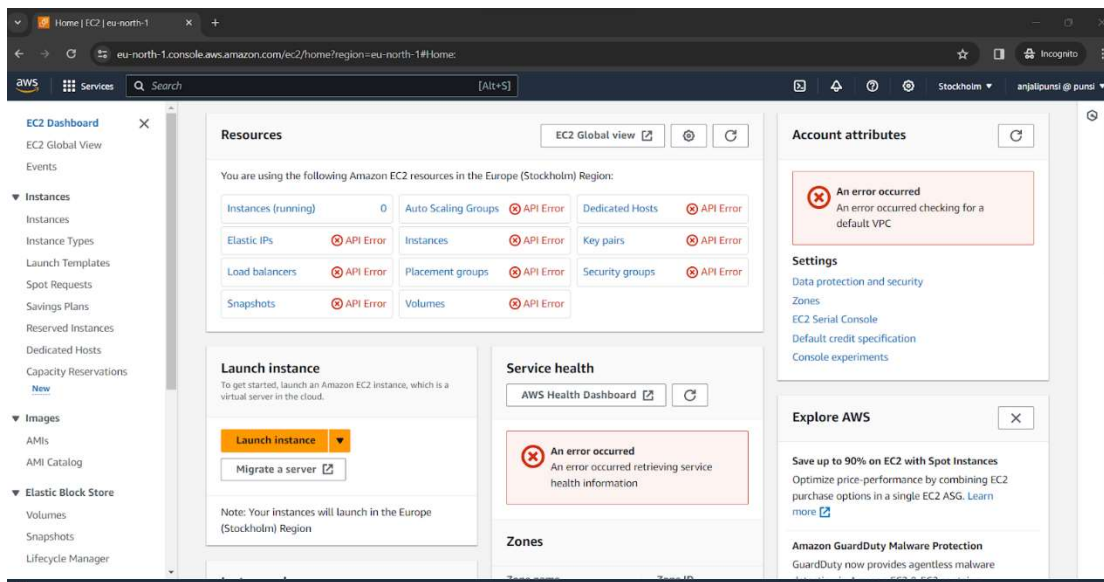 Home | EC2 | eu-north-1
eu-north-1.console.aws.amazon.com/ec2/home?region=eu-north-1#Home:
Incognito
aws
Services
Search
[Alt+S]
Stockholm
anjalipunsi @ punsi
EC2 Dashboard
EC2 Global View
Events
Instances
Instances
Instance Types
Launch Templates
Spot Requests
Savings Plans
Reserved Instances
Dedicated Hosts
Capacity Reservations
New
Images
AMIs
AMI Catalog
Elastic Block Store
Volumes
Snapshots
Lifecycle Manager
Resources
EC2 Global view
You are using the following Amazon EC2 resources in the Europe (Stockholm) Region:
Instances (running) 0 Auto Scaling Groups API Error Dedicated Hosts API Error
Elastic IPs API Error Instances API Error Key pairs API Error
Load balancers API Error Placement groups API Error Security groups API Error
Snapshots API Error Volumes API Error
Launch instance
To get started, launch an Amazon EC2 instance, which is a
virtual server in the cloud.
Launch instance
Migrate a server
Note: Your instances will launch in the Europe
(Stockholm) Region
Service health
AWS Health Dashboard
An error occurred
An error occurred retrieving service
health information
Zones
Zone name Zone ID
Account attributes
An error occurred
An error occurred checking for a
default VPC
Settings
Data protection and security
Zones
EC2 Serial Console
Default credit specification
Console experiments
Explore AWS
Save up to 90% on EC2 with Spot Instances
Optimize price-performance by combining EC2
purchase options in a single EC2 ASG. Learn
more
Amazon GuardDuty Malware Protection
GuardDuty now provides agentless malware